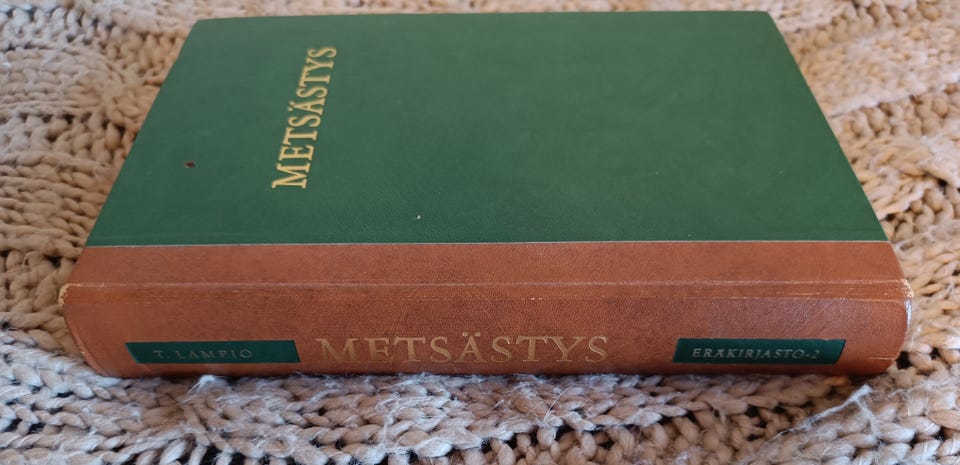 METSÄSTYS
T. LAMPIO
METSÄSTYS
ERÄKIRJASTO-2